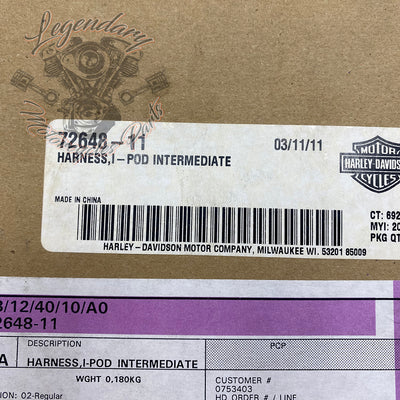 Legendary
72648-11
03/11/11
HARNESS,I-POD INTERMEDIATE
MOTOR
HARLEY-DAVIDSON
CYCLES
MADE IN CHINA
CT: 692
MYI: 20
PKG QT
HARLEY-DAVIDSON MOTOR COMPANY, MILWAUKEE WI. 53201 85009
/12/40/10/A0
2648-11
DESCRIPTION
PCP
A
HARNESS,I-POD INTERMEDIATE
WGHT 0,180KG
CUSTOMER #
0753403
ION: 02-Regular
HD ORDER # / LINE